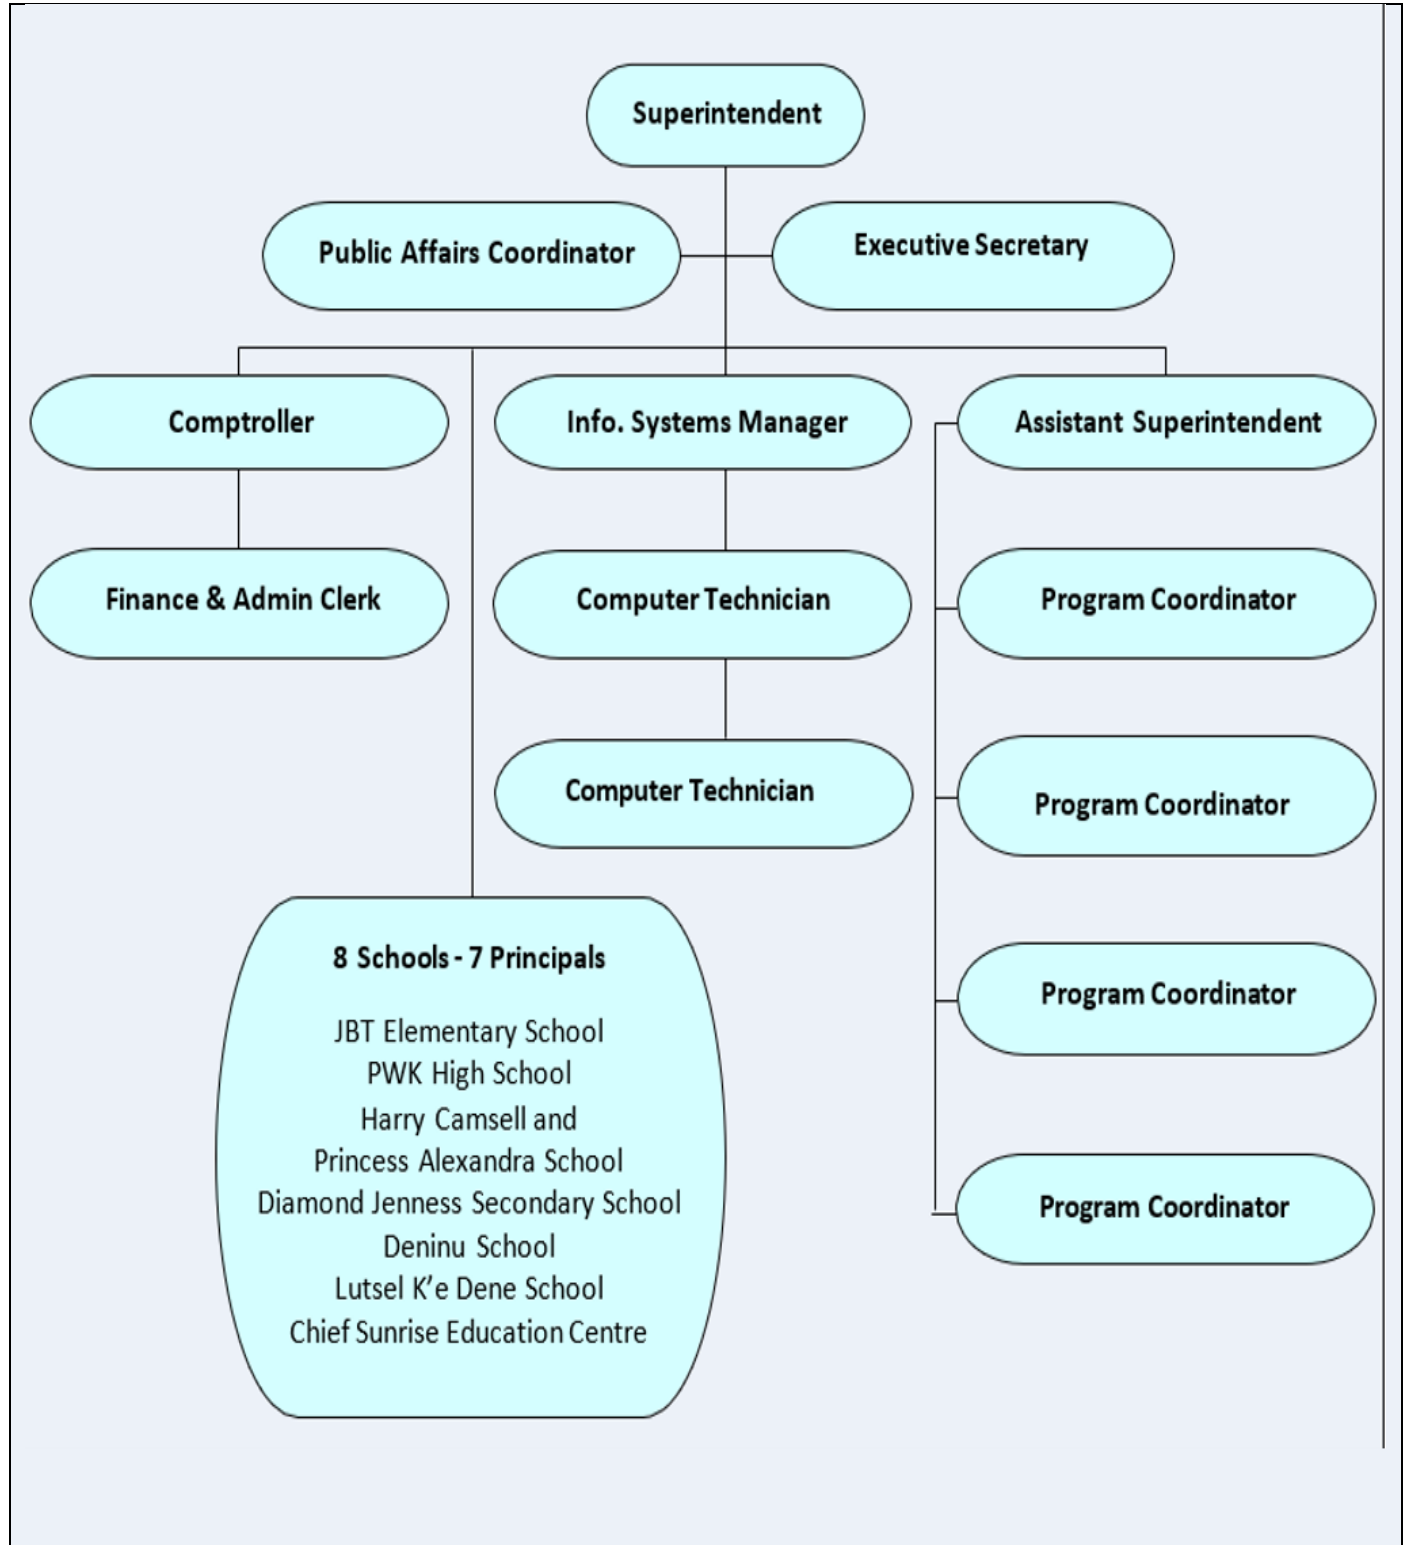 Superintendent
Public Affairs Coordinator
Executive Secretary
Comptroller
Info. Systems Manager
Assistant Superintendent
Finance & Admin Clerk
Computer Technician
Program Coordinator
Computer Technician
Program Coordinator
8 Schools - 7 Principals
JBT Elementary School
PWK High School
Harry Camsell and
Princess Alexandra School
Diamond Jenness Secondary School
Deninu School
Lutsel K’e Dene School
Chief Sunrise Education Centre
Program Coordinator
Program Coordinator